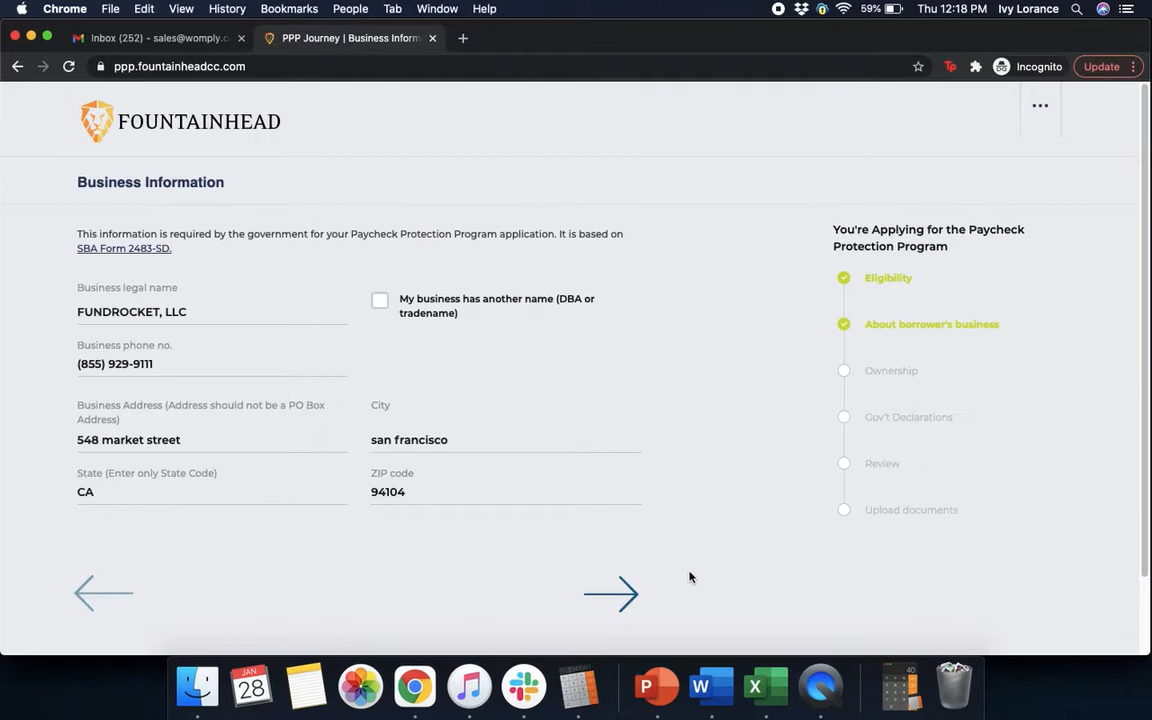 Chrome File Edit View History Bookmarks People Tab Window Help 59% Thu 12:18 PM Ivy Lorance
Inbox (252) - sales@womply.c
PPP Journey | Business Inform
ppp.fountainheadcc.com
Incognito
Update
FOUNTAINHEAD
Business Information
This information is required by the government for your Paycheck Protection Program application. It is based on
SBA Form 2483-SD.
Business legal name
FUNDROCKET, LLC
My business has another name (DBA or
tradename)
Business phone no.
(855) 929-9111
Business Address (Address should not be a PO Box
Address)
548 market street
City
san francisco
State (Enter only State Code)
CA
ZIP code
94104
You're Applying for the Paycheck
Protection Program
Eligibility
About borrower's business
Ownership
Gov't Declarations
Review
Upload documents
JAN
28
P
W
X
40